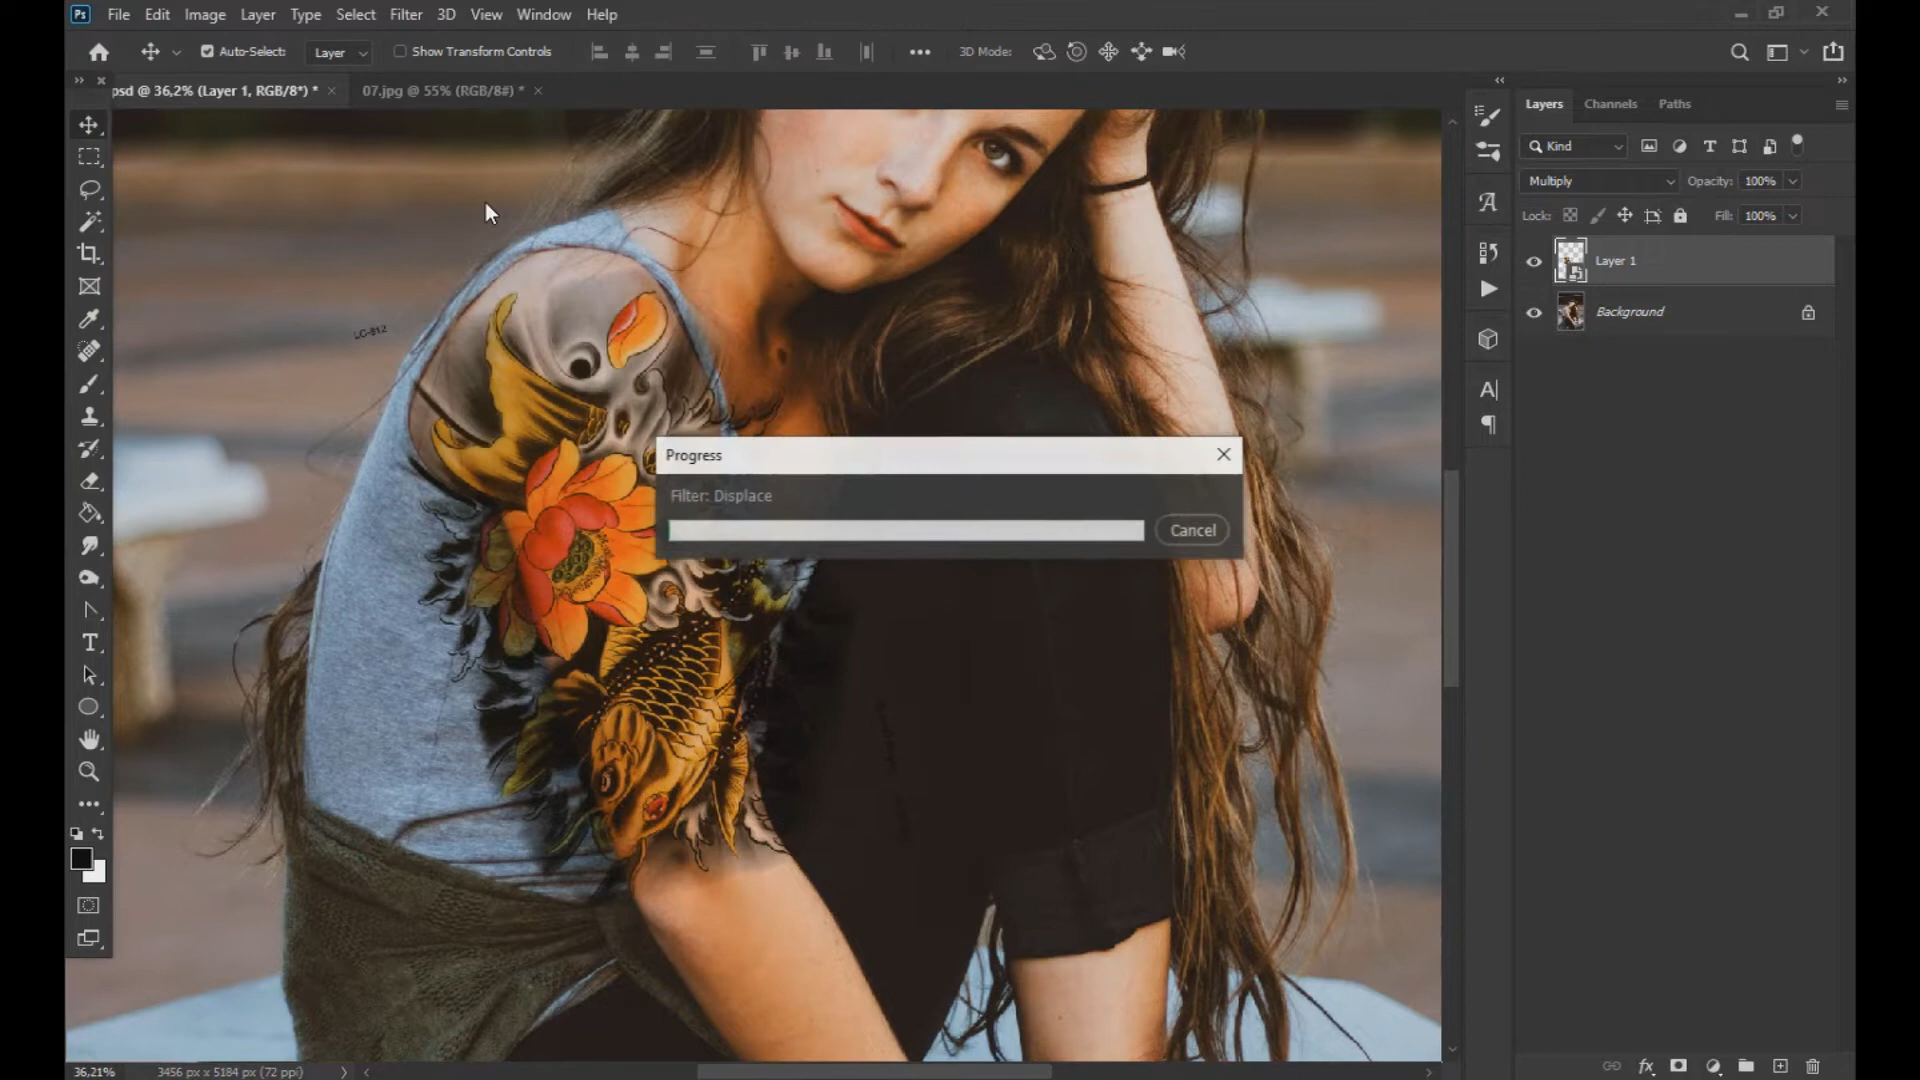 Ps File Edit Image Layer Type Select Filter 3D View Window Help
Auto-Select: Layer Show Transform Controls 3D Mode:
psd @ 36,2% (Layer 1, RGB/8*) * 07.jpg @ 55% (RGB/8#) *
Layers Channels Paths
Kind
Multiply Opacity: 100%
Lock: Fill: 100%
Layer 1
Background
LC-812
Progress
Filter: Displace
Cancel
36,21% 3456 px x 5184 px (72 ppi)